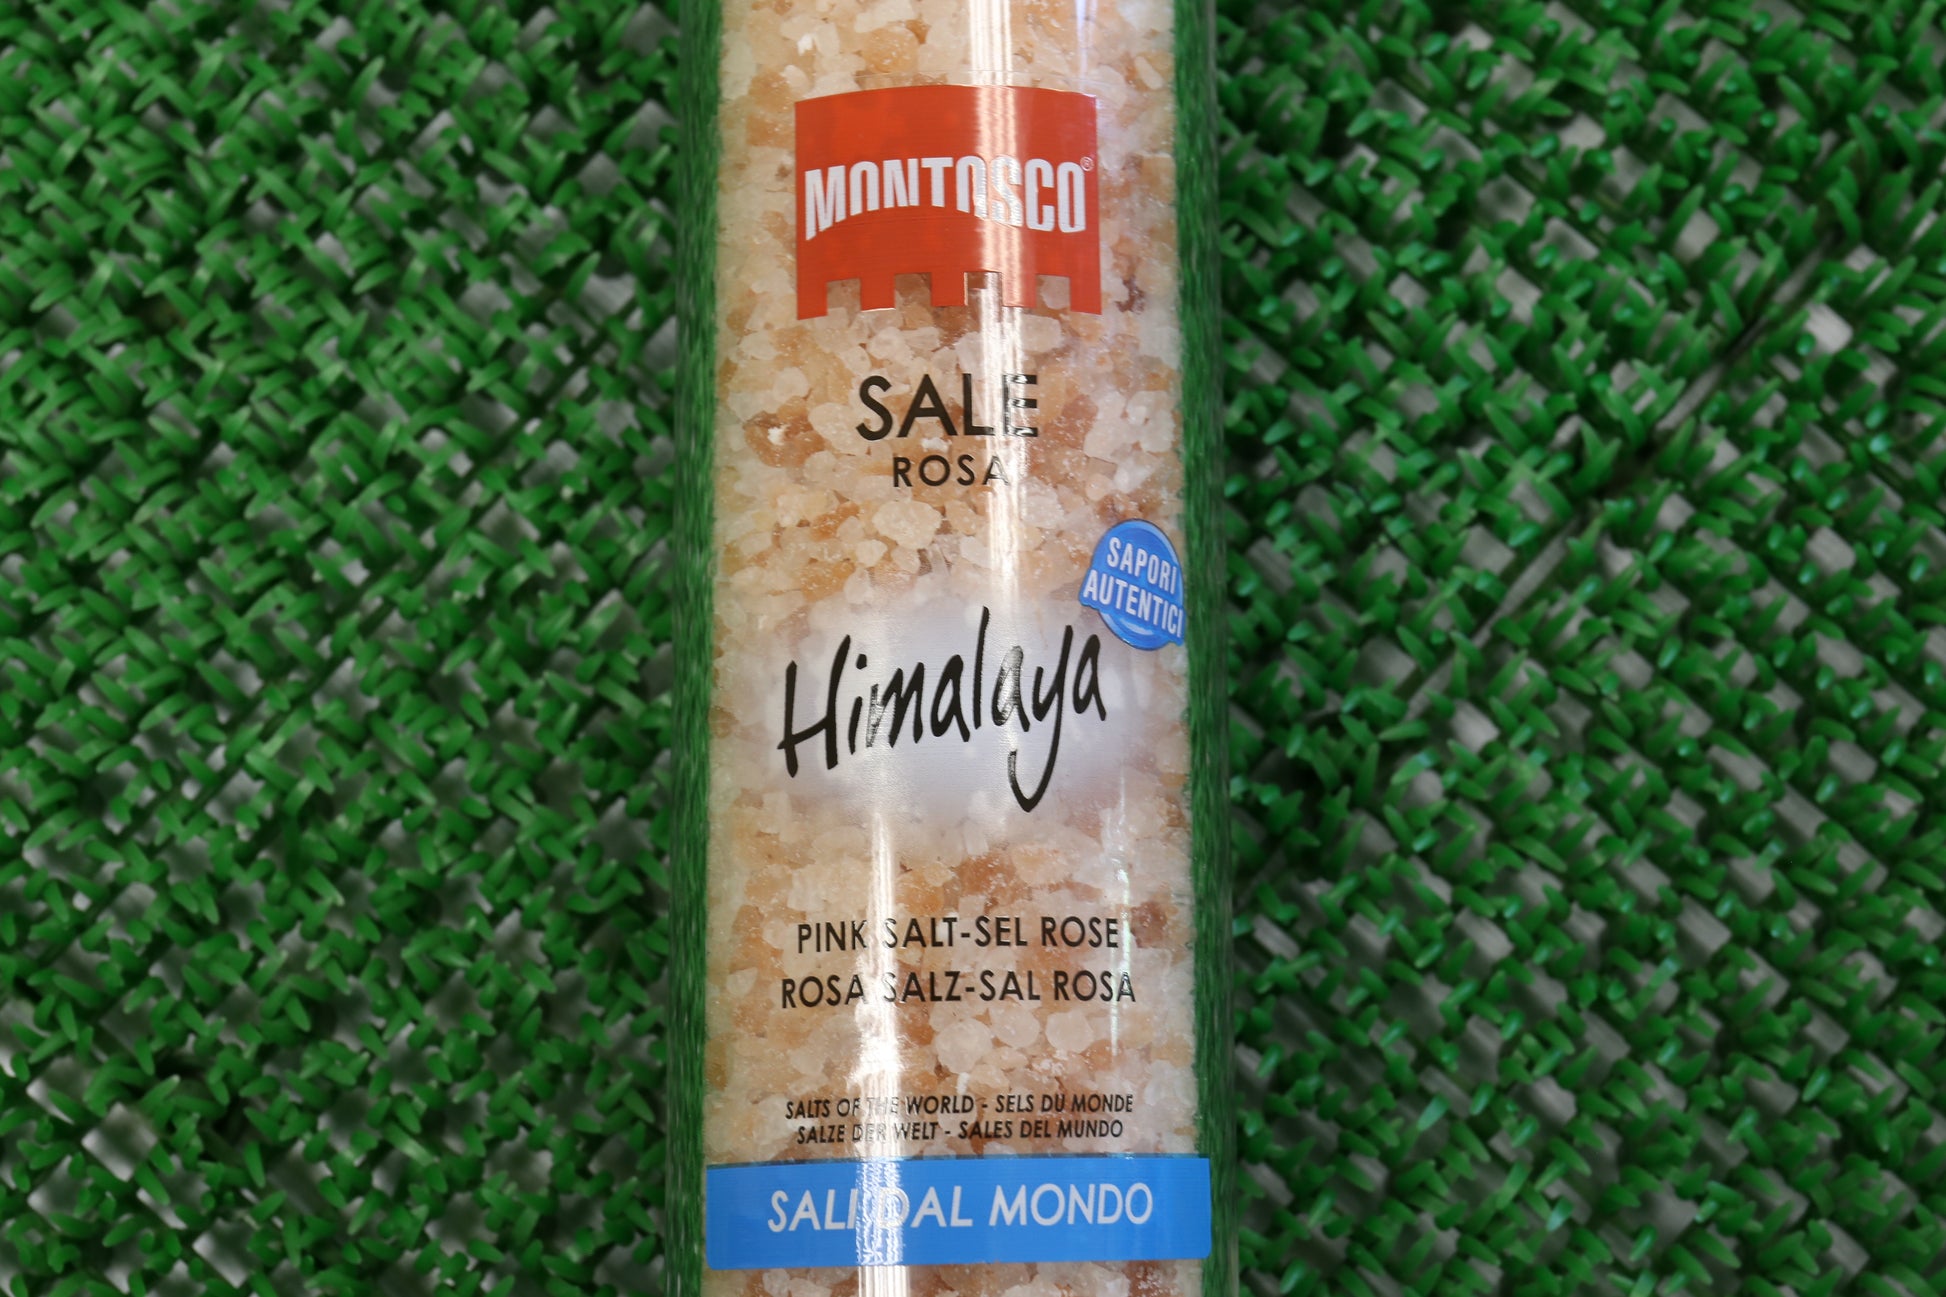 MONTOSCO®
SALE
ROSA
SAPORI
AUTENTICI
Himalaya
PINK SALT-SEL ROSE
ROSA SALZ-SAL ROSA
SALTS OF THE WORLD - SELS DU MONDE
SALZE DER WELT - SALES DEL MUNDO
SALI DAL MONDO